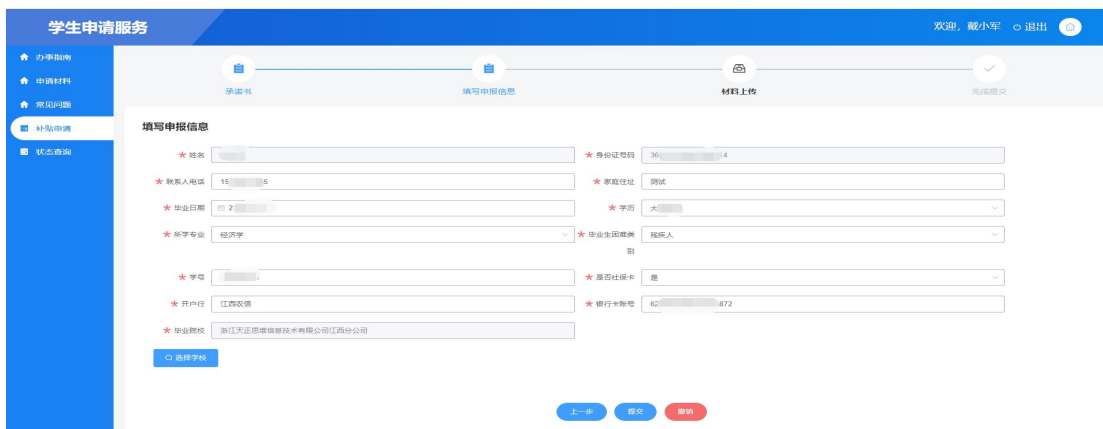 学生申请服务
欢迎，戴小军 退出
办事指南
申请材料
常见问题
补贴申请
状态查询
承诺书 填写申报信息 材料上传 完成提交
填写申报信息
★ 姓名 ★ 身份证号码 36 14
★ 联系人电话 15 5 ★ 家庭住址 测试
★ 毕业日期 2 ★ 学历 大
★ 所学专业 经济学 ★ 毕业生困难类
别 残疾人
★ 学号 ★ 是否社保卡 是
★ 开户行 江西农信 ★ 银行卡账号 62 872
★ 毕业院校 浙江天正思维信息技术有限公司江西分公司
选择学校
上一步 提交 撤销